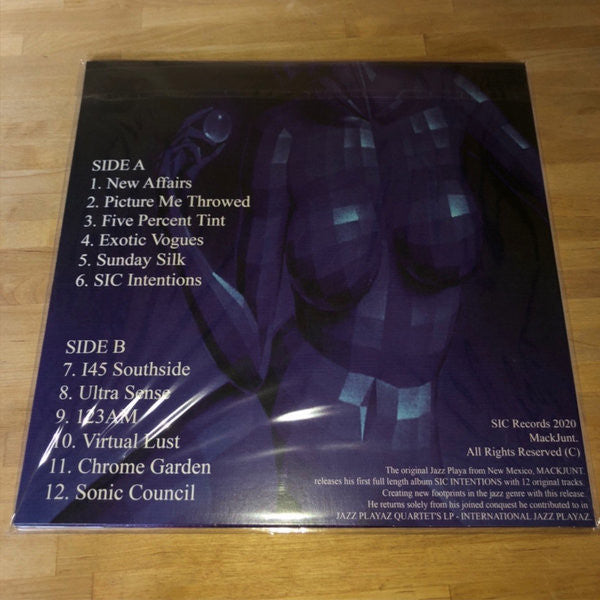 SIDE A
1. New Affairs
2. Picture Me Throwed
3. Five Percent Tint
4. Exotic Vogues
5. Sunday Silk
6. SIC Intentions
SIDE B
7. I45 Southside
8. Ultra Sense
9. 123AM
10. Virtual Lust
11. Chrome Garden
12. Sonic Council
SIC Records 2020
MackJunt.
All Rights Reserved (C)
The original Jazz Playa from New Mexico, MACKJUNT.
releases his first full length album SIC INTENTIONS with 12 original tracks.
Creating new footprints in the jazz genre with this release.
He returns solely from his joined conquest he contributed to in
JAZZ PLAYAZ QUARTET'S LP - INTERNATIONAL JAZZ PLAYAZ.